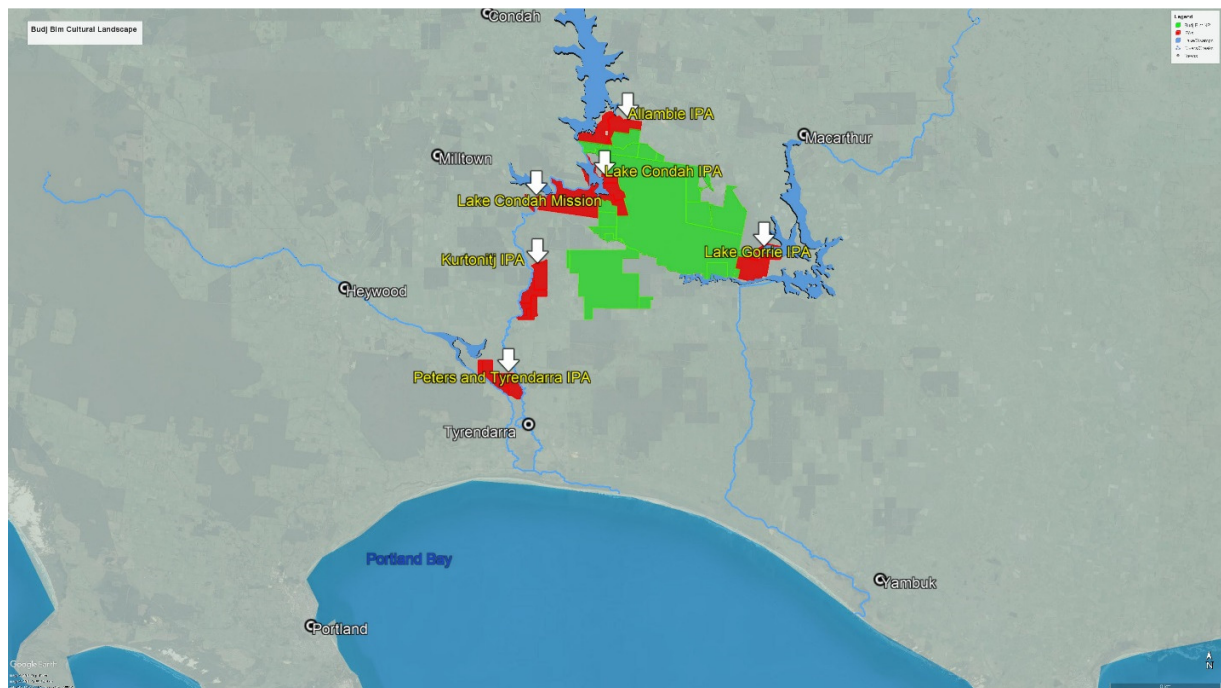 Budj Bim Cultural Landscape
Condah
Legend
Allambie IPA
Macarthur
Milltown
Lake Condah IPA
Lake Condah Mission
Kurtonitj IPA
Lake Gorrie IPA
Heywood
Peters and Tyrendarra IPA
Tyrendarra
Portland Bay
Yambuk
Portland
Google Earth
N